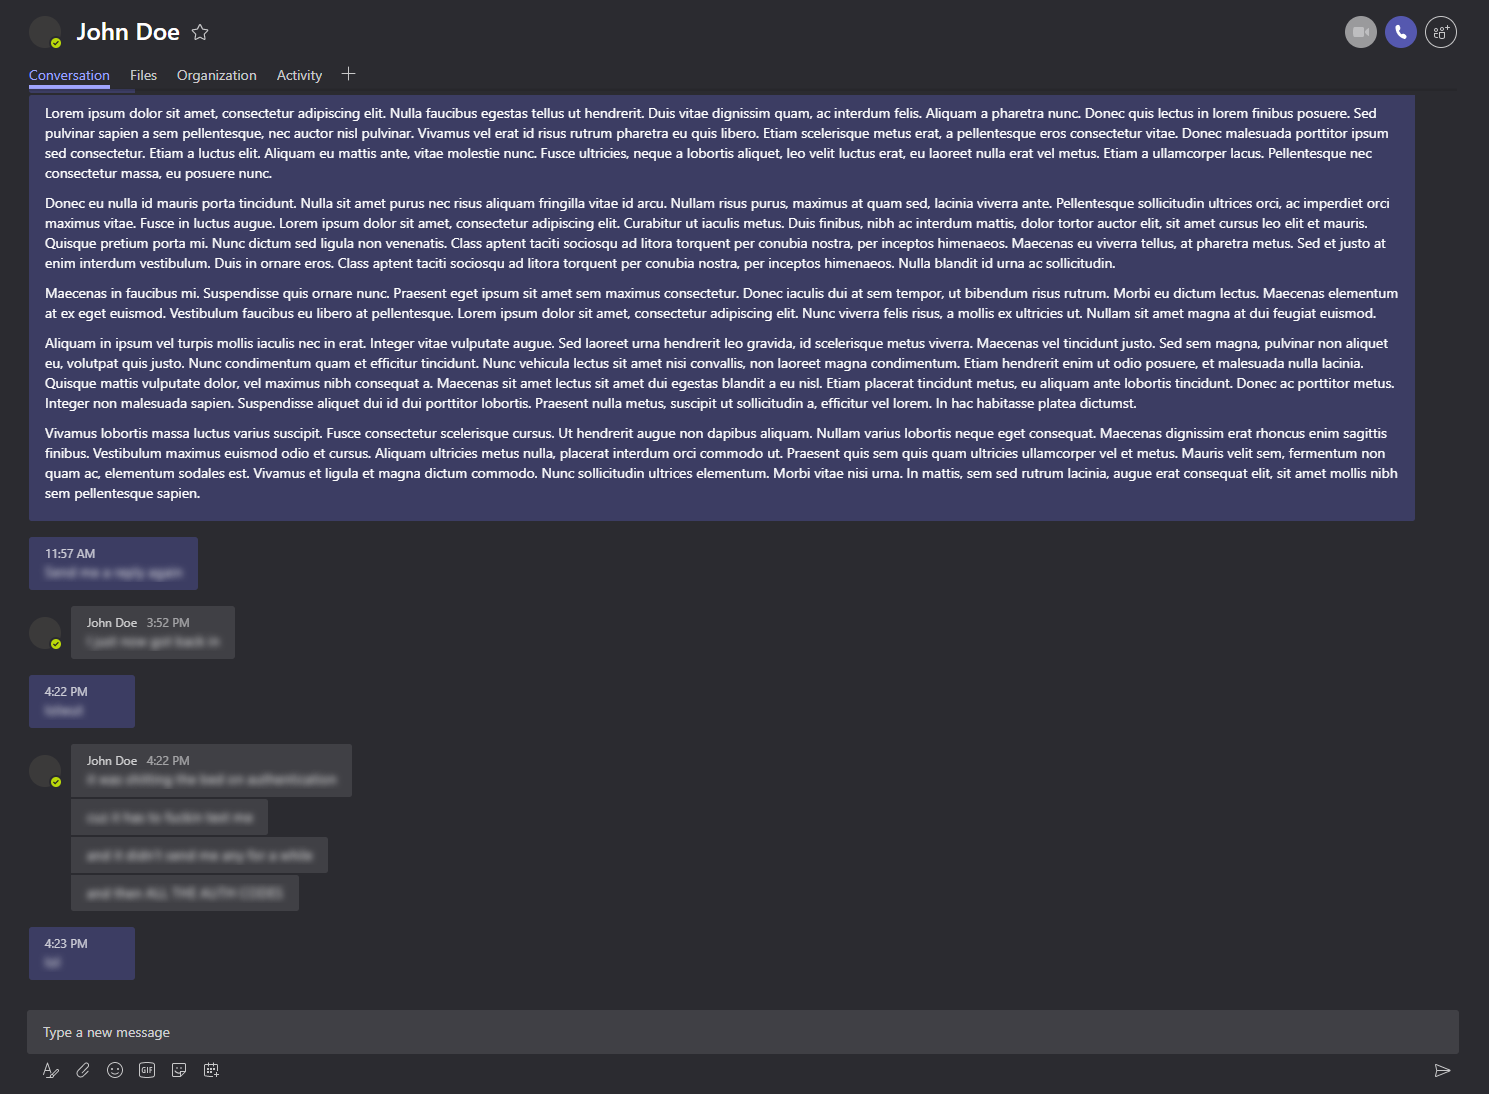 John Doe
Conversation Files Organization Activity
Lorem ipsum dolor sit amet, consectetur adipiscing elit. Nulla faucibus egestas tellus ut hendrerit. Duis vitae dignissim quam, ac interdum felis. Aliquam a pharetra nunc. Donec quis lectus in lorem finibus posuere. Sed
pulvinar sapien a sem pellentesque, nec auctor nisl pulvinar. Vivamus vel erat id risus rutrum pharetra eu quis libero. Etiam scelerisque metus erat, a pellentesque eros consectetur vitae. Donec malesuada porttitor ipsum
sed consectetur. Etiam a luctus elit. Aliquam eu mattis ante, vitae molestie nunc. Fusce ultricies, neque a lobortis aliquet, leo velit luctus erat, eu laoreet nulla erat vel metus. Etiam a ullamcorper lacus. Pellentesque nec
consectetur massa, eu posuere nunc.
Donec eu nulla id mauris porta tincidunt. Nulla sit amet purus nec risus aliquam fringilla vitae id arcu. Nullam risus purus, maximus at quam sed, lacinia viverra ante. Pellentesque sollicitudin ultrices orci, ac imperdiet orci
maximus vitae. Fusce in luctus augue. Lorem ipsum dolor sit amet, consectetur adipiscing elit. Curabitur ut iaculis metus. Duis finibus, nibh ac interdum mattis, dolor tortor auctor elit, sit amet cursus leo elit et mauris.
Quisque pretium porta mi. Nunc dictum sed ligula non venenatis. Class aptent taciti sociosqu ad litora torquent per conubia nostra, per inceptos himenaeos. Maecenas eu viverra tellus, at pharetra metus. Sed et justo at
enim interdum vestibulum. Duis in ornare eros. Class aptent taciti sociosqu ad litora torquent per conubia nostra, per inceptos himenaeos. Nulla blandit id urna ac sollicitudin.
Maecenas in faucibus mi. Suspendisse quis ornare nunc. Praesent eget ipsum sit amet sem maximus consectetur. Donec iaculis dui at sem tempor, ut bibendum risus rutrum. Morbi eu dictum lectus. Maecenas elementum
at ex eget euismod. Vestibulum faucibus eu libero at pellentesque. Lorem ipsum dolor sit amet, consectetur adipiscing elit. Nunc viverra felis risus, a mollis ex ultricies ut. Nullam sit amet magna at dui feugiat euismod.
Aliquam in ipsum vel turpis mollis iaculis nec in erat. Integer vitae vulputate augue. Sed laoreet urna hendrerit leo gravida, id scelerisque metus viverra. Maecenas vel tincidunt justo. Sed sem magna, pulvinar non aliquet
eu, volutpat quis justo. Nunc condimentum quam et efficitur tincidunt. Nunc vehicula lectus sit amet nisi convallis, non laoreet magna condimentum. Etiam hendrerit enim ut odio posuere, et malesuada nulla lacinia.
Quisque mattis vulputate dolor, vel maximus nibh consequat a. Maecenas sit amet lectus sit amet dui egestas blandit a eu nisl. Etiam placerat tincidunt metus, eu aliquam ante lobortis tincidunt. Donec ac porttitor metus.
Integer non malesuada sapien. Suspendisse aliquet dui id dui porttitor lobortis. Praesent nulla metus, suscipit ut sollicitudin a, efficitur vel lorem. In hac habitasse platea dictumst.
Vivamus lobortis massa luctus varius suscipit. Fusce consectetur scelerisque cursus. Ut hendrerit augue non dapibus aliquam. Nullam varius lobortis neque eget consequat. Maecenas dignissim erat rhoncus enim sagittis
finibus. Vestibulum maximus euismod odio et cursus. Aliquam ultricies metus nulla, placerat interdum orci commodo ut. Praesent quis sem quis quam ultricies ullamcorper vel et metus. Mauris velit sem, fermentum non
quam ac, elementum sodales est. Vivamus et ligula et magna dictum commodo. Nunc sollicitudin ultrices elementum. Morbi vitae nisi urna. In mattis, sem sed rutrum lacinia, augue erat consequat elit, sit amet mollis nibh
sem pellentesque sapien.
11:57 AM
John Doe 3:52 PM
4:22 PM
John Doe 4:22 PM
4:23 PM
Type a new message
GIF